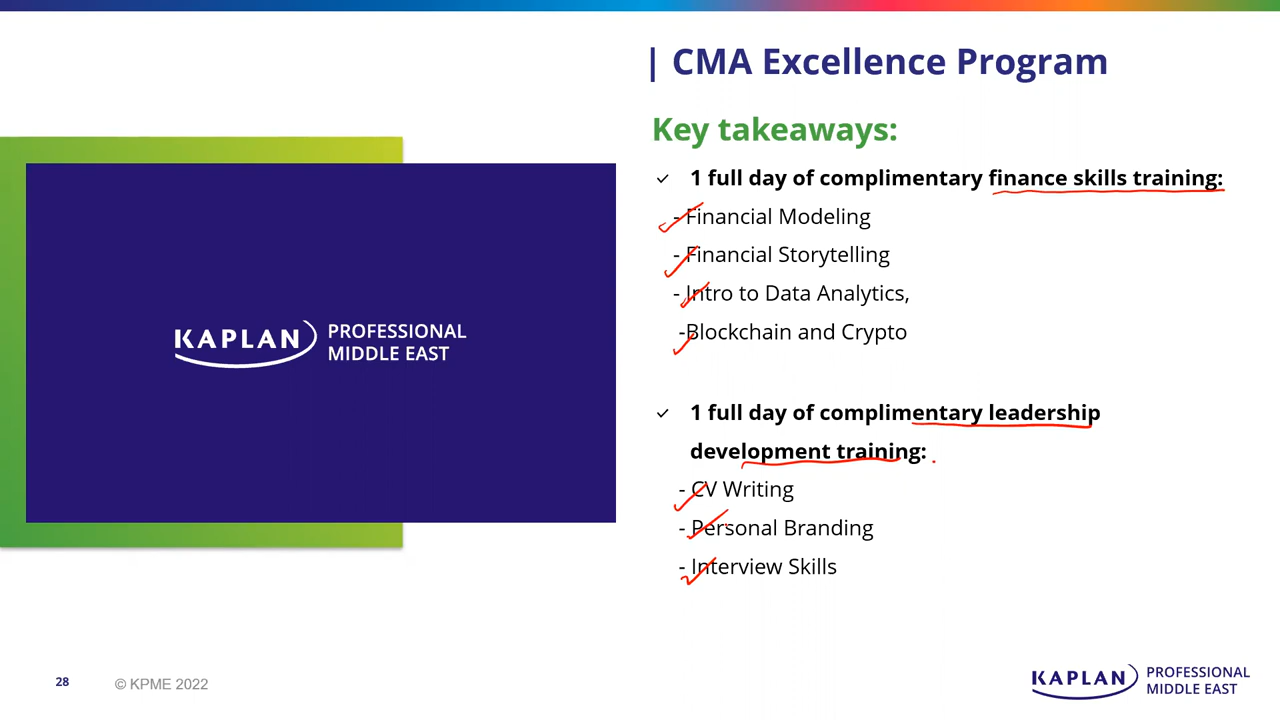 | CMA Excellence Program
Key takeaways:
1 full day of complimentary finance skills training:
- Financial Modeling
- Financial Storytelling
- Intro to Data Analytics,
-Blockchain and Crypto
1 full day of complimentary leadership
development training:
- CV Writing
- Personal Branding
- Interview Skills
KAPLAN PROFESSIONAL
MIDDLE EAST
28 © KPME 2022
KAPLAN PROFESSIONAL
MIDDLE EAST